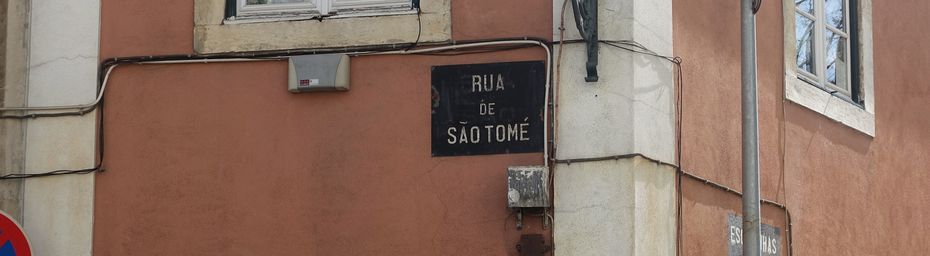 RUA
DE
SÃO TOMÉ